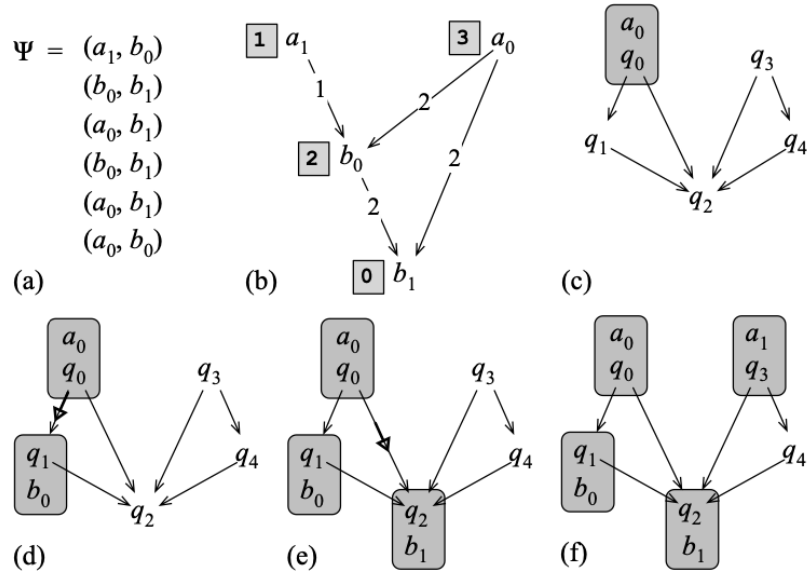 Ψ = (a₁, b₀)
(b₀, b₁)
(a₀, b₁)
(b₀, b₁)
(a₀, b₁)
(a₀, b₀)
(a)
1 a₁ 3 a₀
1 2
2 b₀ 2
2
0 b₁
(b)
a₀
q₀ q₃
q₁ q₄
q₂
(c)
a₀
q₀ q₃
q₁ q₄
b₀ q₂
(d)
a₀
q₀ q₃
q₁ q₄
b₀ q₂
b₁
(e)
a₀ a₁
q₀ q₃
q₁ q₄
b₀ q₂
b₁
(f)